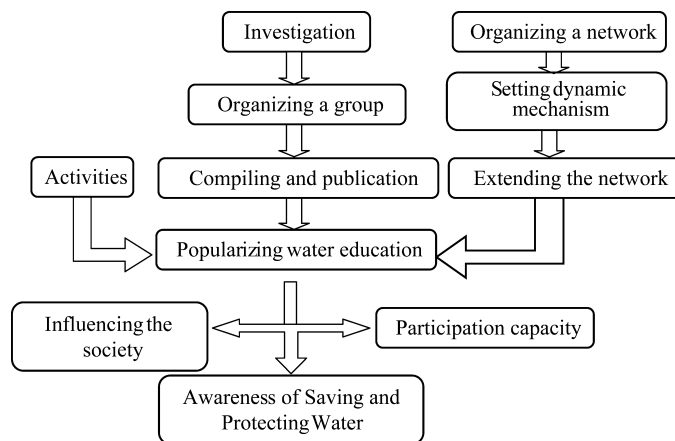 Investigation
Organizing a network
Organizing a group
Setting dynamic
mechanism
Activities
Compiling and publication
Extending the network
Popularizing water education
Influencing the
society
Participation capacity
Awareness of Saving and
Protecting Water